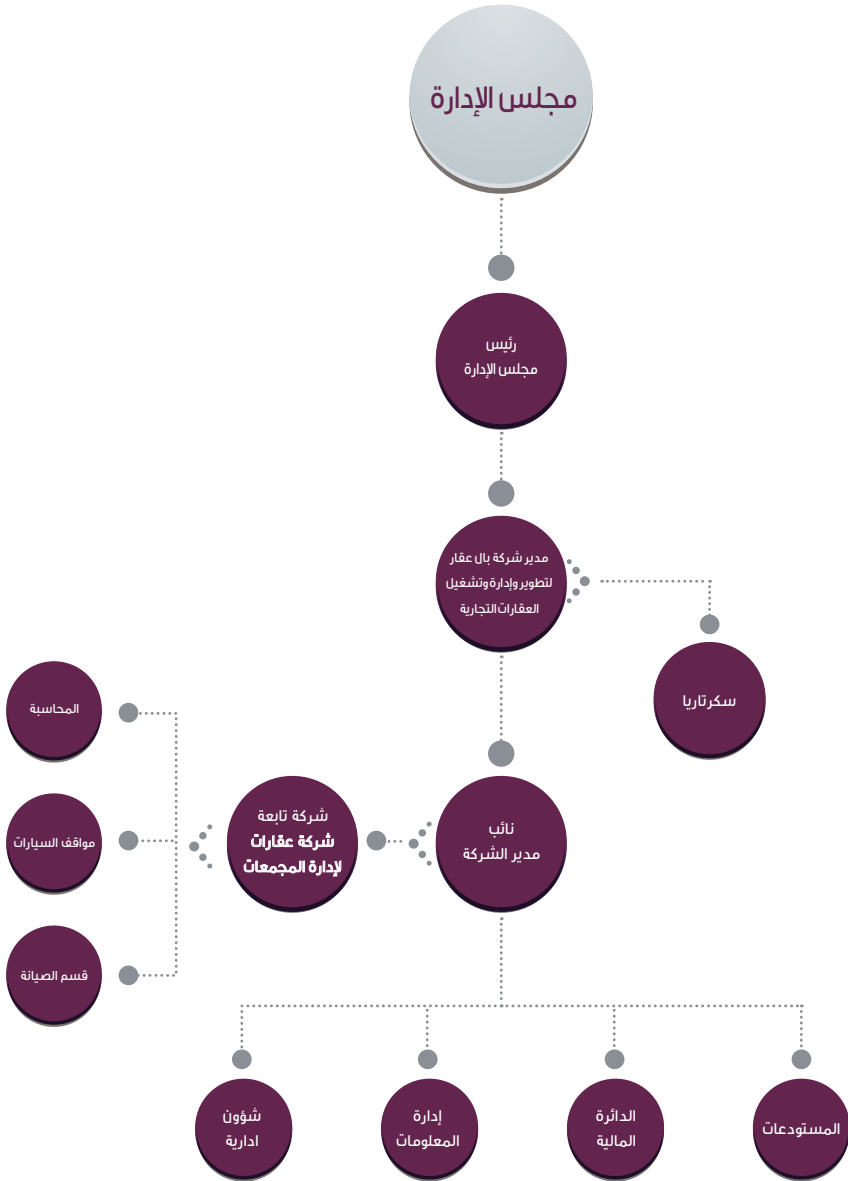 مجلس الإدارة
رئيس
مجلس الإدارة
مدير شركة بال عقار
لتطوير وإدارة وتشغيل
العقارات التجارية
سكرتاريا
نائب
مدير الشركة
شركة تابعة
شركة عقارات
لإدارة المجمعات
المحاسبة
مواقف السيارات
قسم الصيانة
المستودعات
الدائرة
المالية
إدارة
المعلومات
شؤون
ادارية